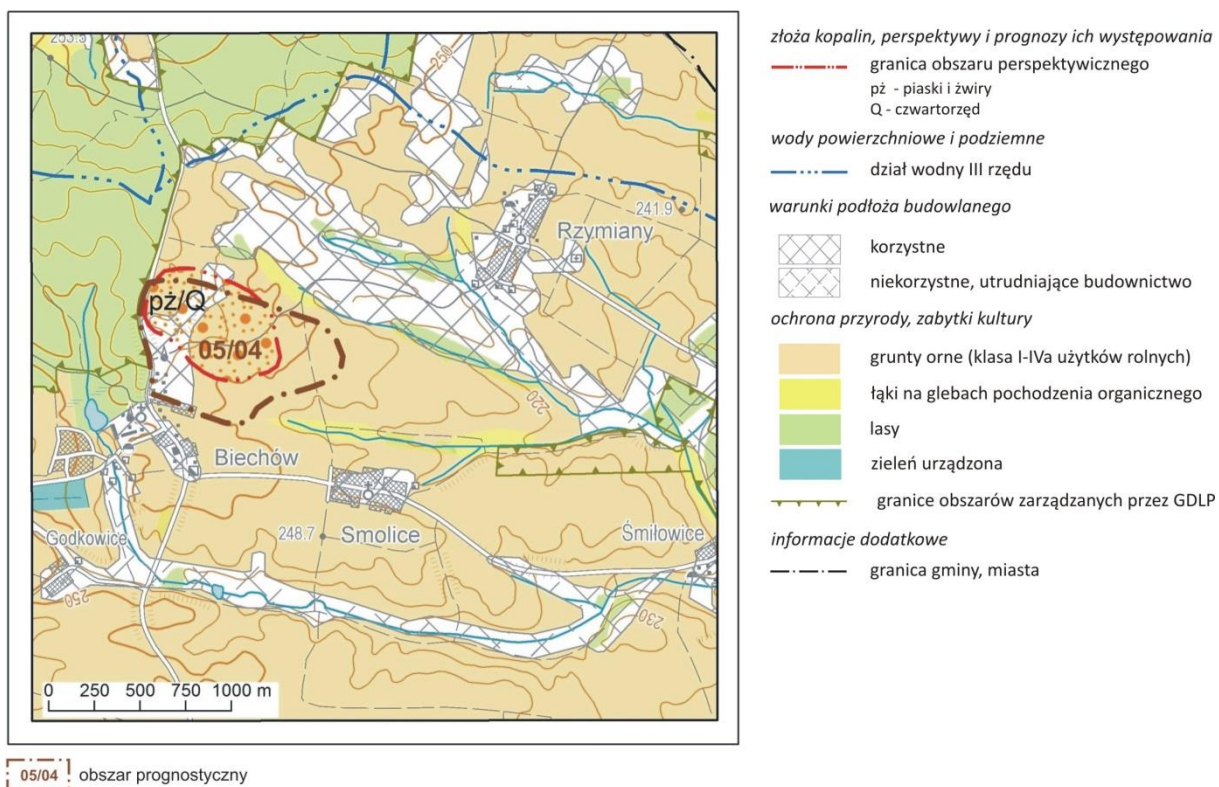 253.5
250
241.9
Rzymiany
pż/Q
05/04
220
Biechów
Godkowice
248.7
Smolice
Śmiłowice
250
230
0 250 500 750 1000 m
05/04 obszar prognostyczny
złoża kopalin, perspektywy i prognozy ich występowania
granica obszaru perspektywicznego
pż - piaski i żwiry
Q - czwartorzęd
wody powierzchniowe i podziemne
dział wodny III rzędu
warunki podłoża budowlanego
korzystne
niekorzystne, utrudniające budownictwo
ochrona przyrody, zabytki kultury
grunty orne (klasa I-IVa użytków rolnych)
łąki na glebach pochodzenia organicznego
lasy
zieleń urządzona
granice obszarów zarządzanych przez GDLP
informacje dodatkowe
granica gminy, miasta